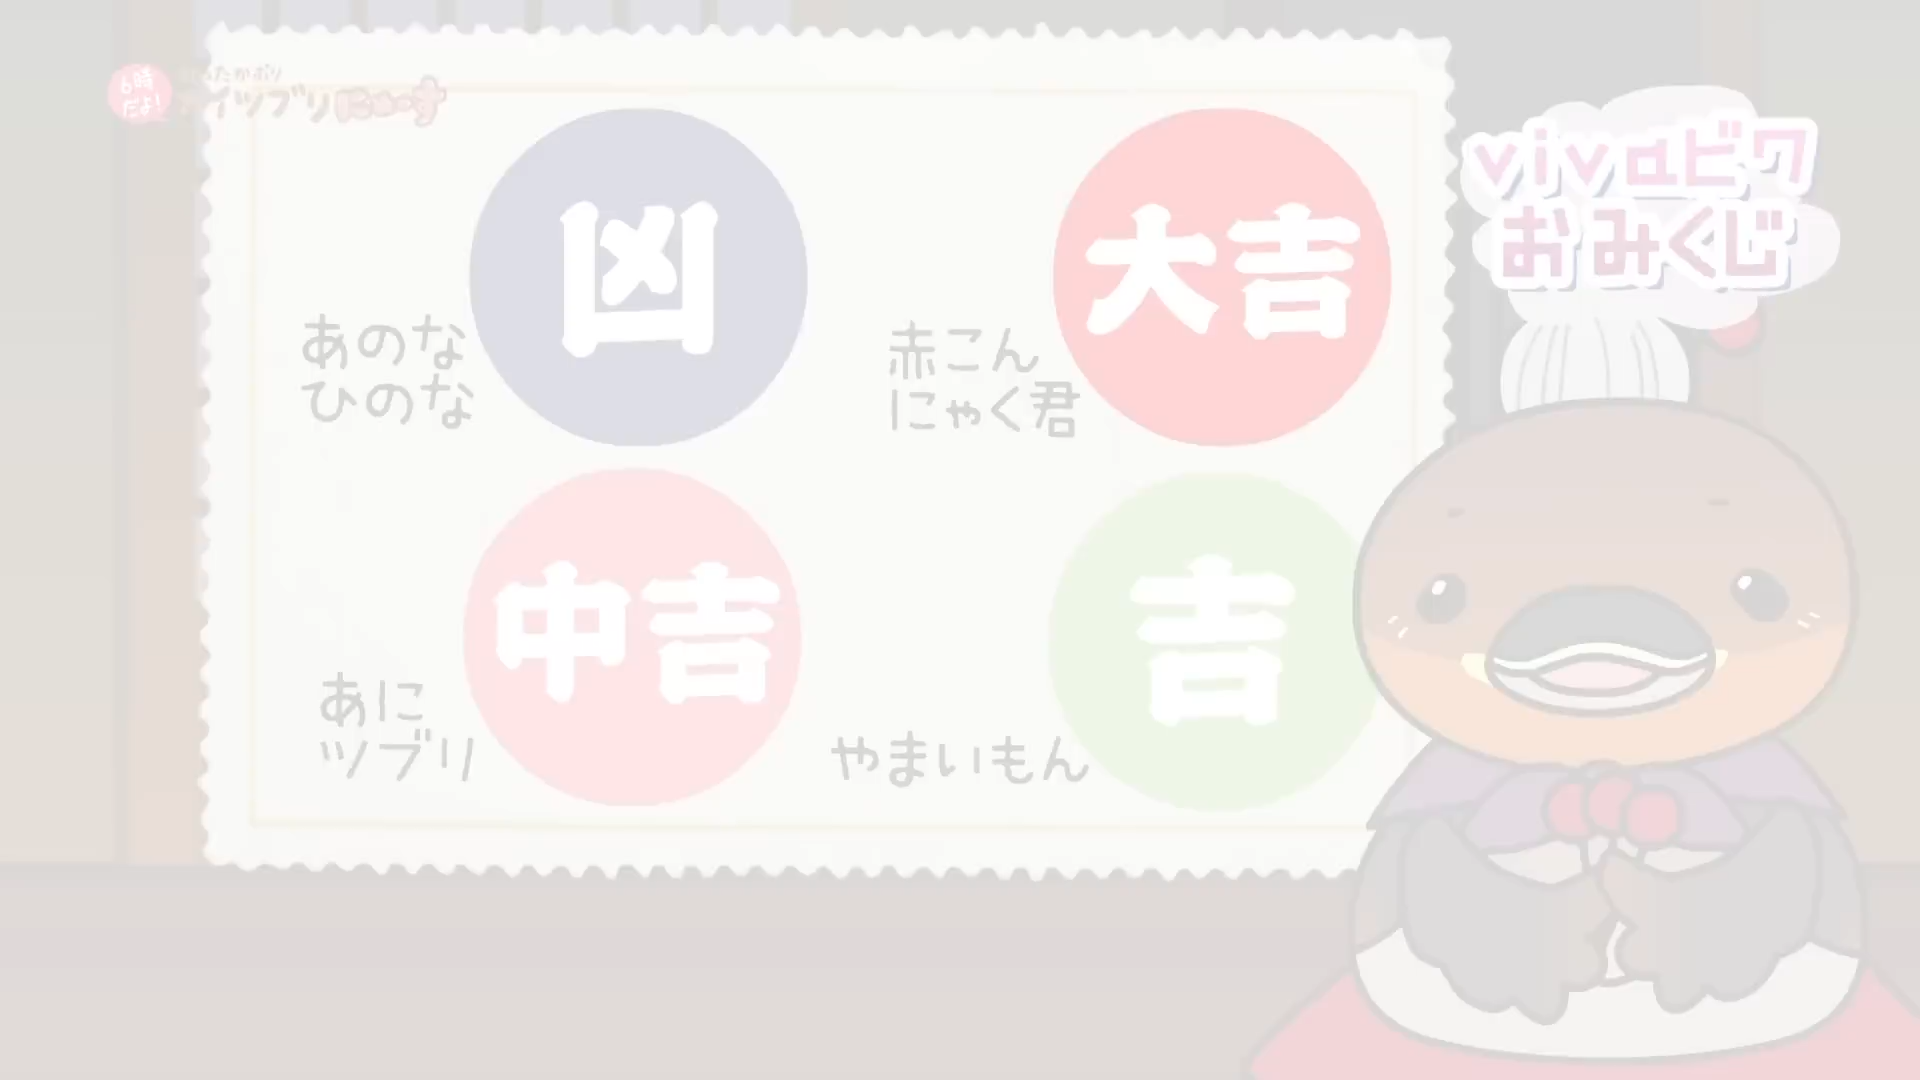 6時
だよ!
カイツブリにゅーす
vivaビワ
おみくじ
凶
あのな
ひのな
大吉
赤こん
にゃく君
中吉
あに
ツブリ
吉
やまいもん